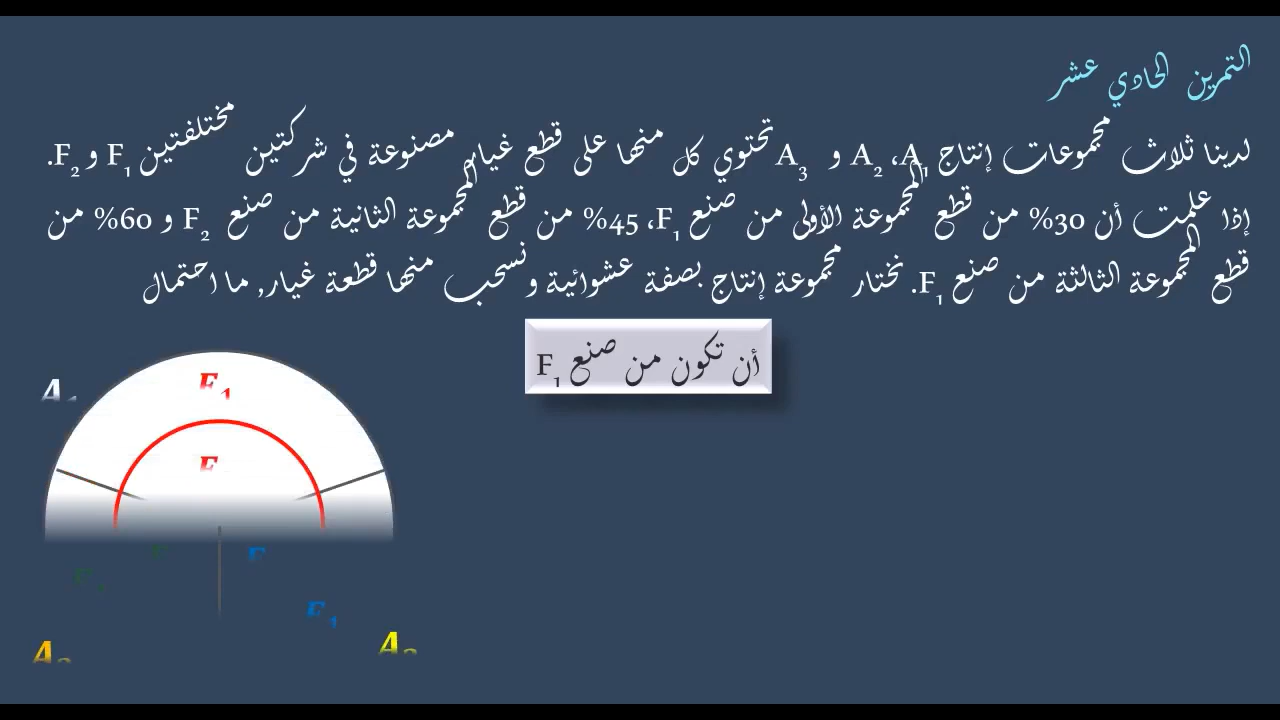 التمرين الحادي عشر
لدينا ثلاث مجموعات إنتاج A₁، A₂ و A₃ تحتوي كل منها على قطع غيار مصنوعة في شركتين مختلفتين F₁ و F₂.
إذا علمت أن 30% من قطع المجموعة الأولى من صنع F₁، 45% من قطع المجموعة الثانية من صنع F₂ و 60% من
قطع المجموعة الثالثة من صنع F₁. نختار مجموعة إنتاج بصفة عشوائية ونسحب منها قطعة غيار, ما احتمال
أن تكون من صنع F₁
F₁